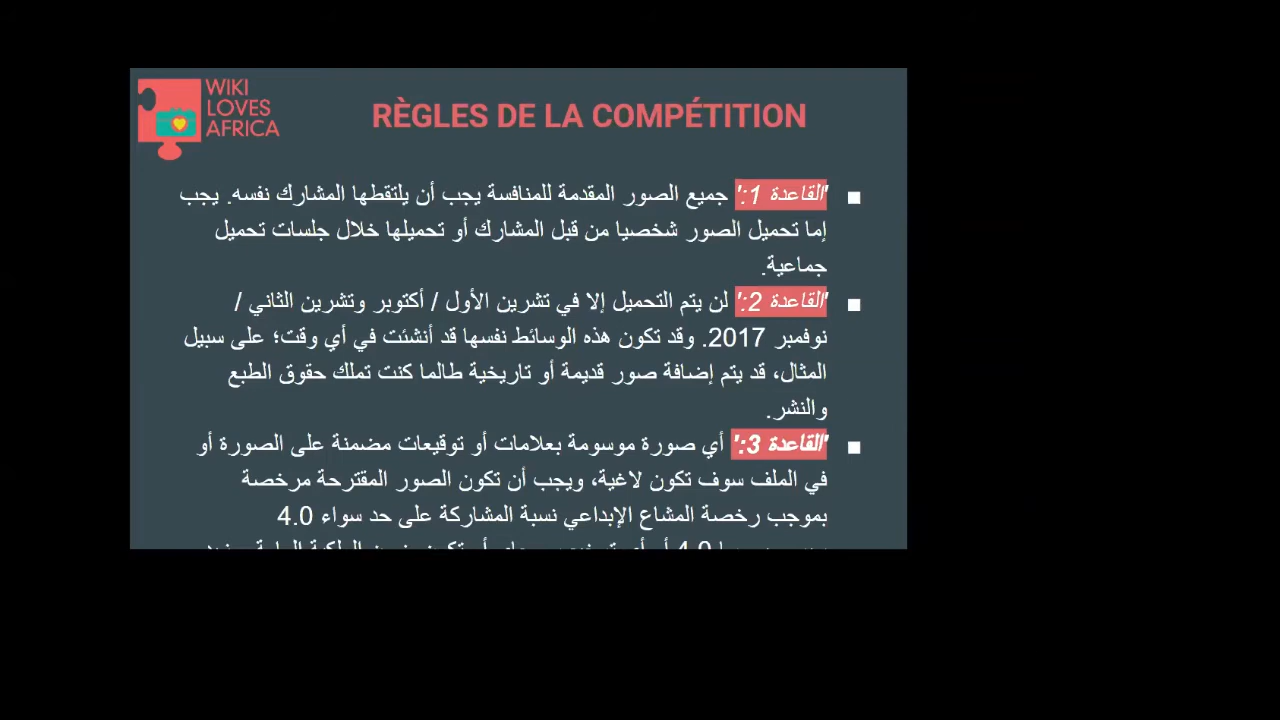 WIKI
LOVES
AFRICA
RÈGLES DE LA COMPÉTITION
'القاعدة 1:' جميع الصور المقدمة للمنافسة يجب أن يلتقطها المشارك نفسه. يجب
إما تحميل الصور شخصيا من قبل المشارك أو تحميلها خلال جلسات تحميل
جماعية.
'القاعدة 2:' لن يتم التحميل إلا في تشرين الأول / أكتوبر وتشرين الثاني /
نوفمبر 2017. وقد تكون هذه الوسائط نفسها قد أنشئت في أي وقت؛ على سبيل
المثال، قد يتم إضافة صور قديمة أو تاريخية طالما كنت تملك حقوق الطبع
والنشر.
'القاعدة 3:' أي صورة موسومة بعلامات أو توقيعات مضمنة على الصورة أو
في الملف سوف تكون لاغية، ويجب أن تكون الصور المقترحة مرخصة
بموجب رخصة المشاع الإبداعي نسبة المشاركة على حد سواء 4.0
4.0 أو أي